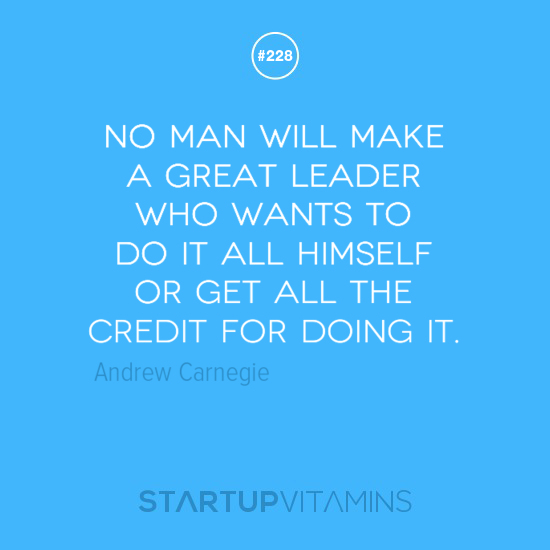 #228
NO MAN WILL MAKE
A GREAT LEADER
WHO WANTS TO
DO IT ALL HIMSELF
OR GET ALL THE
CREDIT FOR DOING IT.
Andrew Carnegie
STARTUPVITAMINS